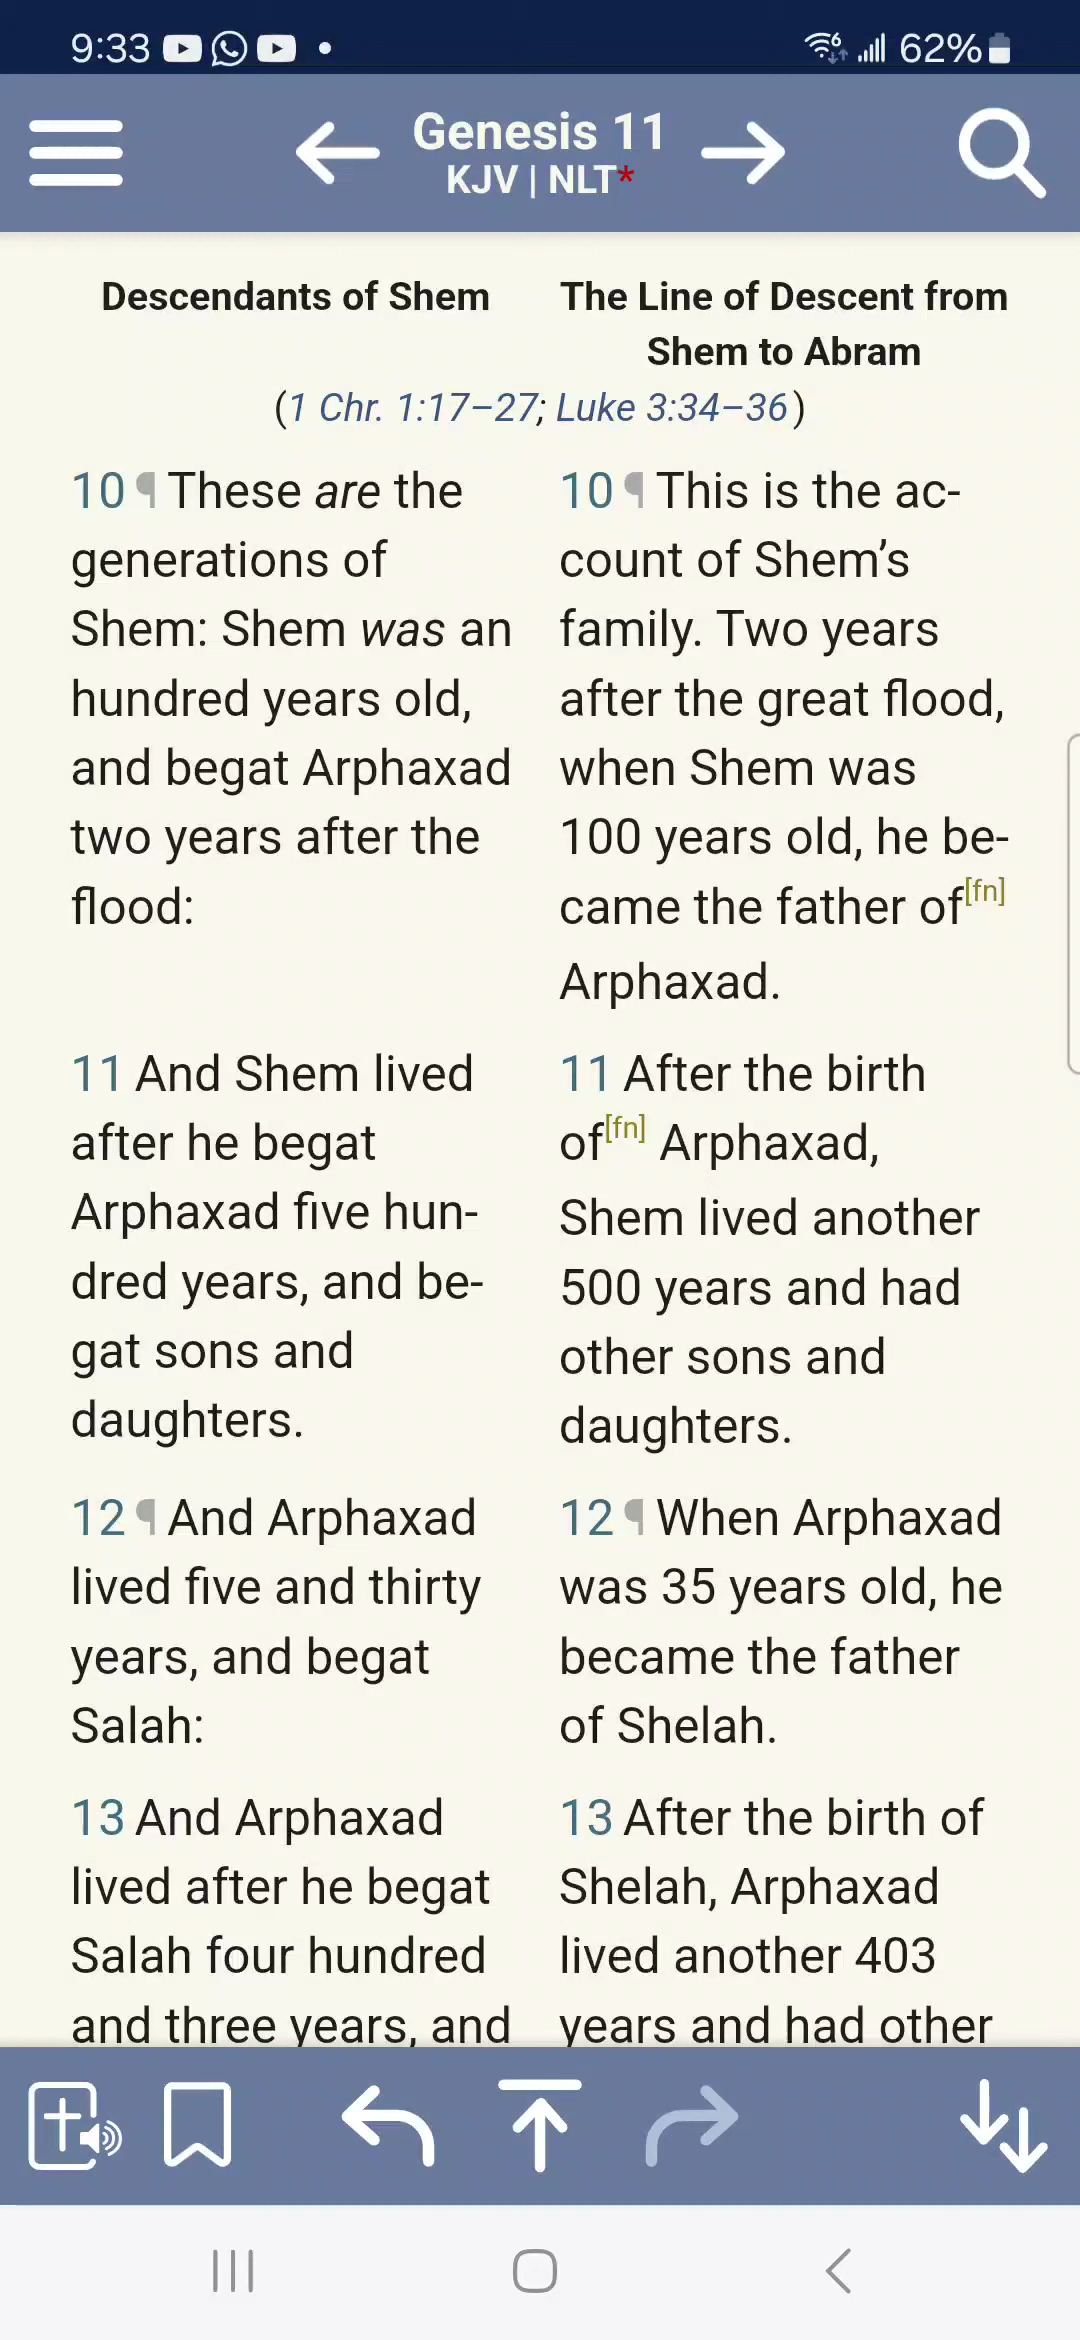 9:33
62%
Genesis 11
KJV | NLT*
Descendants of Shem
The Line of Descent from
Shem to Abram
(1 Chr. 1:17–27; Luke 3:34–36)
10 ¶ These are the
generations of
Shem: Shem was an
hundred years old,
and begat Arphaxad
two years after the
flood:
10 ¶ This is the ac-
count of Shem’s
family. Two years
after the great flood,
when Shem was
100 years old, he be-
came the father of[fn]
Arphaxad.
11 And Shem lived
after he begat
Arphaxad five hun-
dred years, and be-
gat sons and
daughters.
11 After the birth
of[fn] Arphaxad,
Shem lived another
500 years and had
other sons and
daughters.
12 ¶ And Arphaxad
lived five and thirty
years, and begat
Salah:
12 ¶ When Arphaxad
was 35 years old, he
became the father
of Shelah.
13 And Arphaxad
lived after he begat
Salah four hundred
and three years, and
13 After the birth of
Shelah, Arphaxad
lived another 403
years and had other